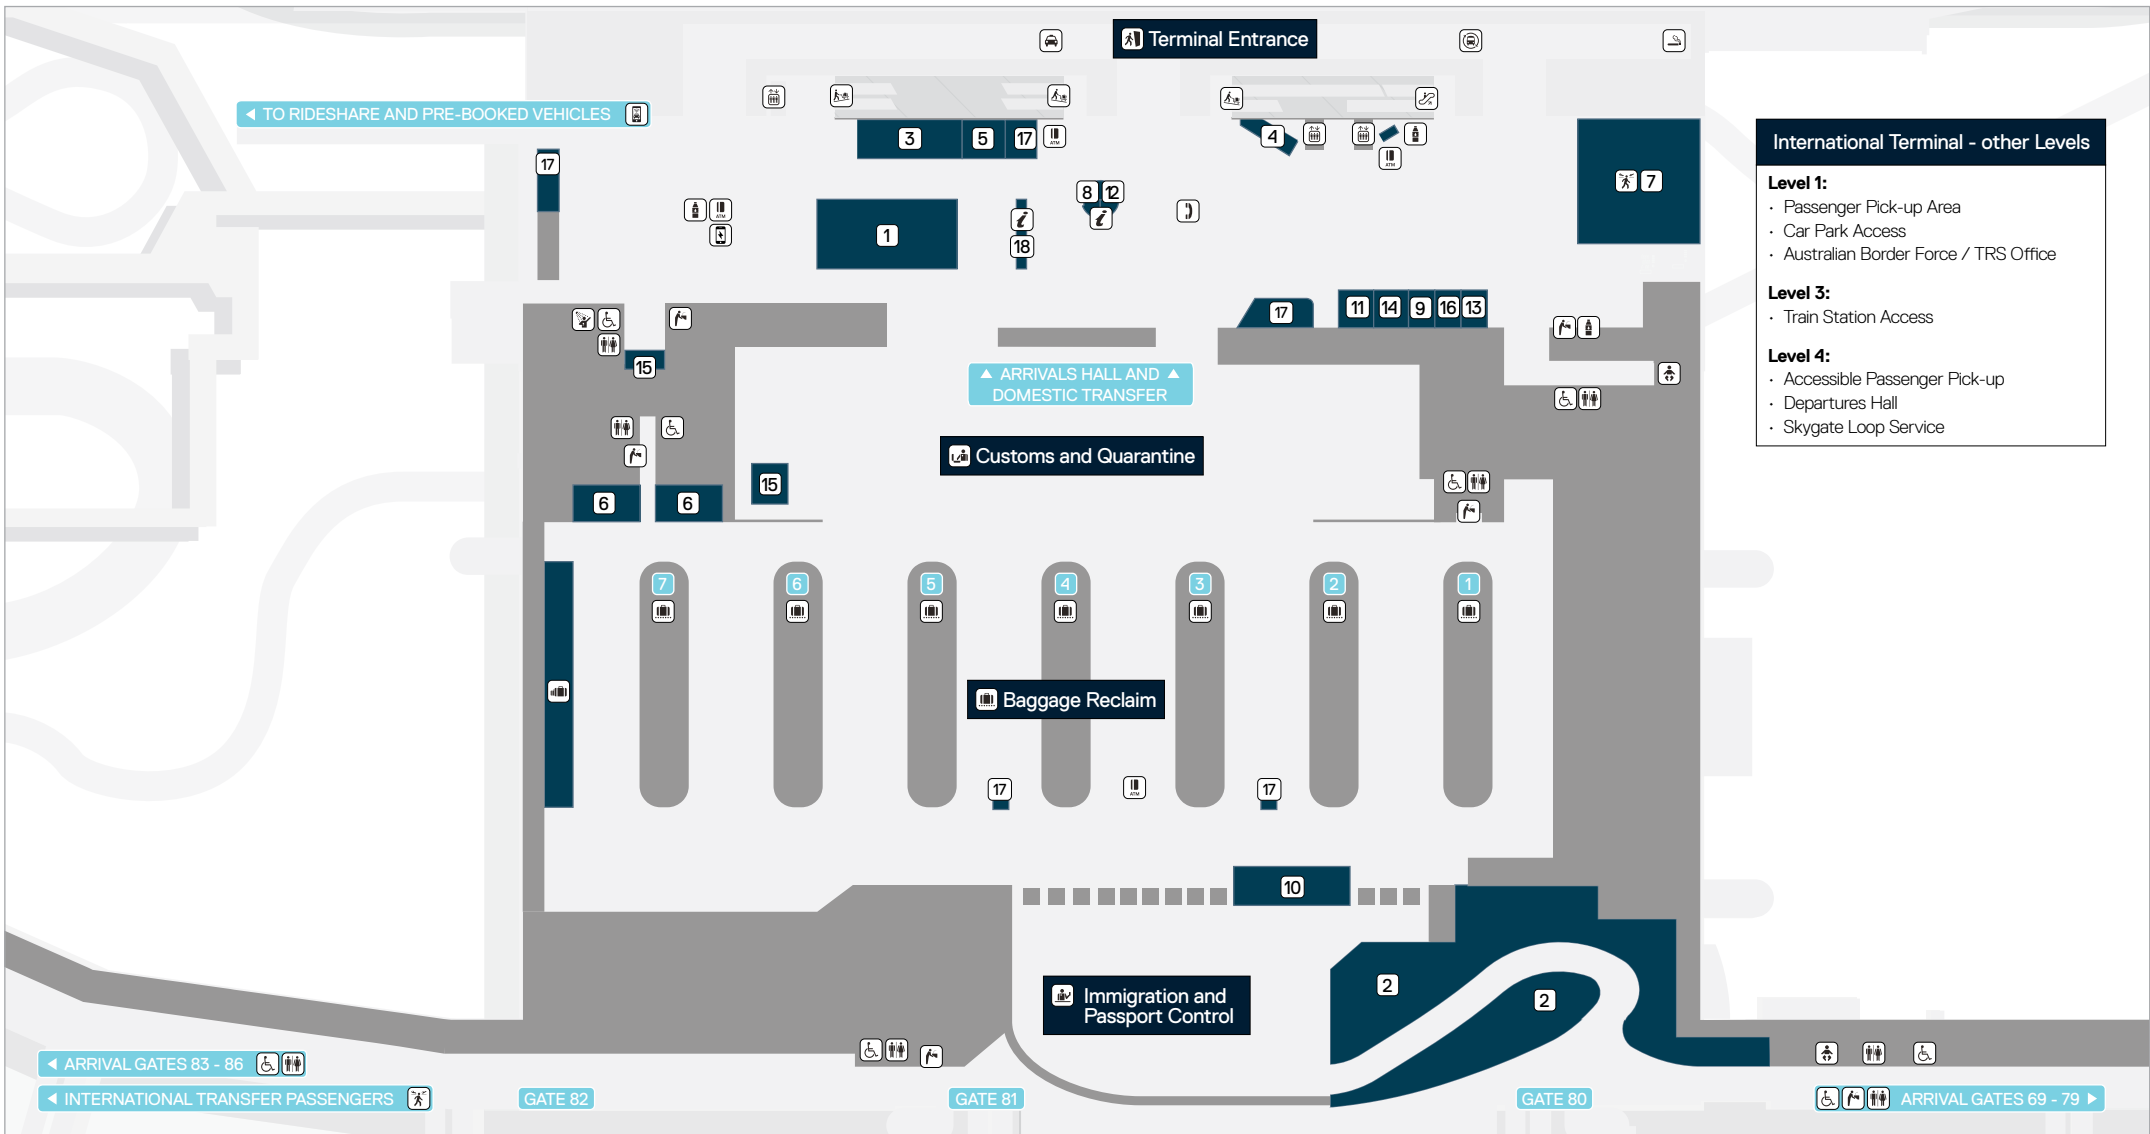 Terminal Entrance
◄ TO RIDESHARE AND PRE-BOOKED VEHICLES
3
5
17
ATM
4
ATM
17
7
International Terminal - other Levels
Level 1:
· Passenger Pick-up Area
· Car Park Access
· Australian Border Force / TRS Office
Level 3:
· Train Station Access
Level 4:
· Accessible Passenger Pick-up
· Departures Hall
· Skygate Loop Service
8
12
ATM
1
i
i
18
17
11
14
9
16
13
15
▲ ARRIVALS HALL AND ▲
DOMESTIC TRANSFER
Customs and Quarantine
6
6
15
7
6
5
4
3
2
1
Baggage Reclaim
17
ATM
17
10
2
2
Immigration and
Passport Control
◄ ARRIVAL GATES 83 - 86
◄ INTERNATIONAL TRANSFER PASSENGERS
GATE 82
GATE 81
GATE 80
ARRIVAL GATES 69 - 79 ►